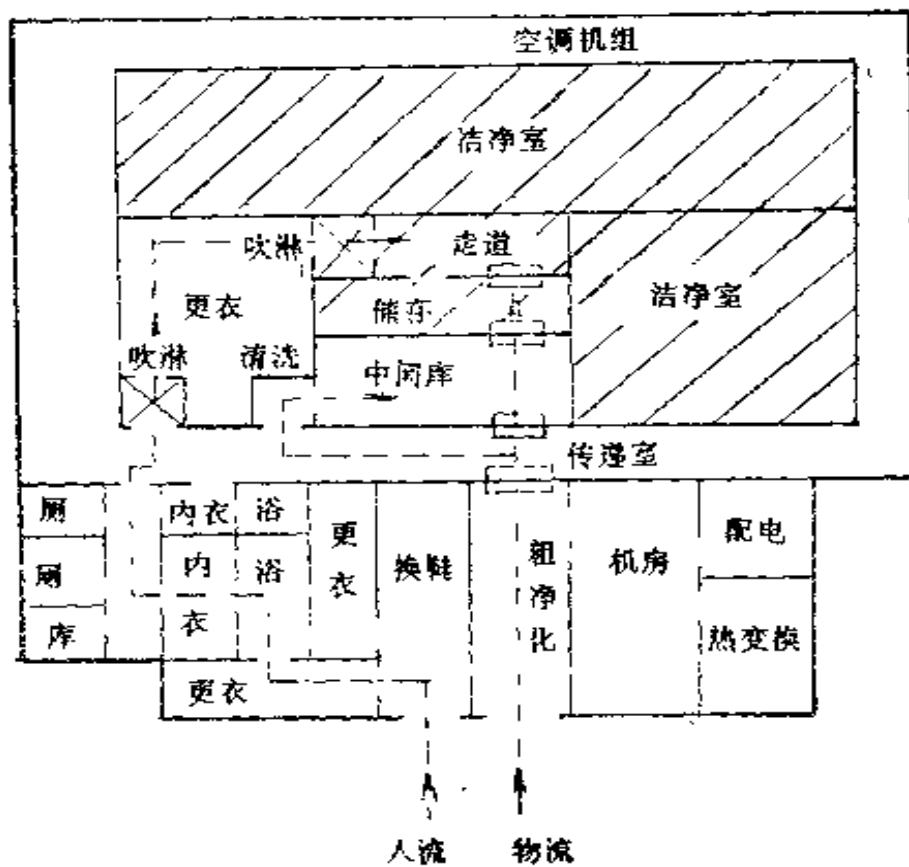 空调机组
洁净室
吹淋
走道
更衣
储存
洁净室
吹淋
清洗
中间库
传递室
厕
内衣
浴
更衣
换鞋
粗净化
机房
配电
厕
内衣
浴
库
热变换
更衣
人流
物流